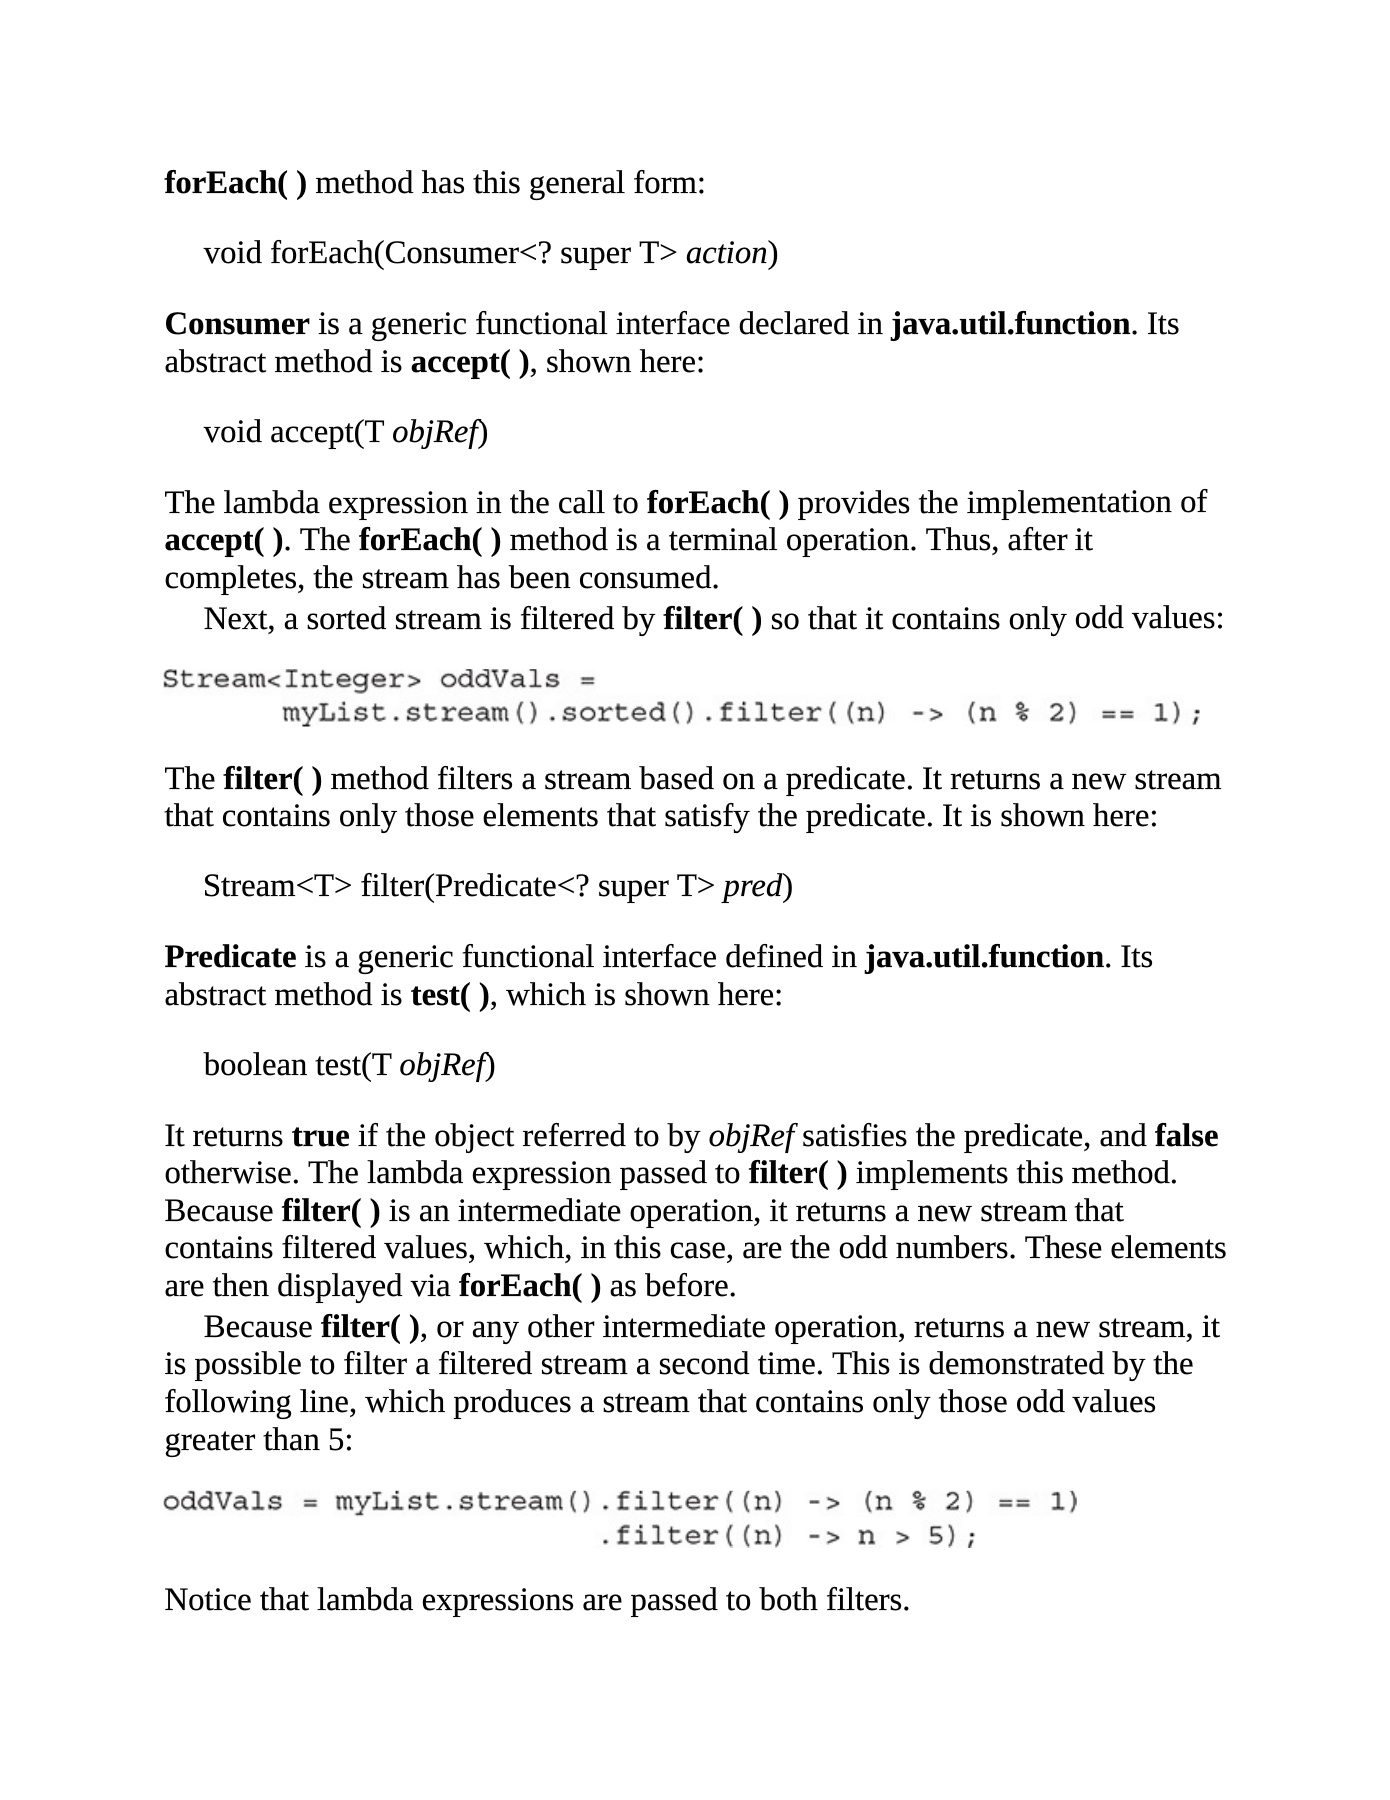 forEach( ) method has this general form:
void forEach(Consumer<? super T> action)
Consumer is a generic functional interface declared in java.util.function. Its
abstract method is accept( ), shown here:
void accept(T objRef)
The lambda expression in the call to forEach( ) provides the implementation of
accept( ). The forEach( ) method is a terminal operation. Thus, after it
completes, the stream has been consumed.
Next, a sorted stream is filtered by filter( ) so that it contains only odd values:
Stream<Integer> oddVals =
myList.stream().sorted().filter((n) -> (n % 2) == 1);
The filter( ) method filters a stream based on a predicate. It returns a new stream
that contains only those elements that satisfy the predicate. It is shown here:
Stream<T> filter(Predicate<? super T> pred)
Predicate is a generic functional interface defined in java.util.function. Its
abstract method is test( ), which is shown here:
boolean test(T objRef)
It returns true if the object referred to by objRef satisfies the predicate, and false
otherwise. The lambda expression passed to filter( ) implements this method.
Because filter( ) is an intermediate operation, it returns a new stream that
contains filtered values, which, in this case, are the odd numbers. These elements
are then displayed via forEach( ) as before.
Because filter( ), or any other intermediate operation, returns a new stream, it
is possible to filter a filtered stream a second time. This is demonstrated by the
following line, which produces a stream that contains only those odd values
greater than 5:
oddVals = myList.stream().filter((n) -> (n % 2) == 1)
.filter((n) -> n > 5);
Notice that lambda expressions are passed to both filters.